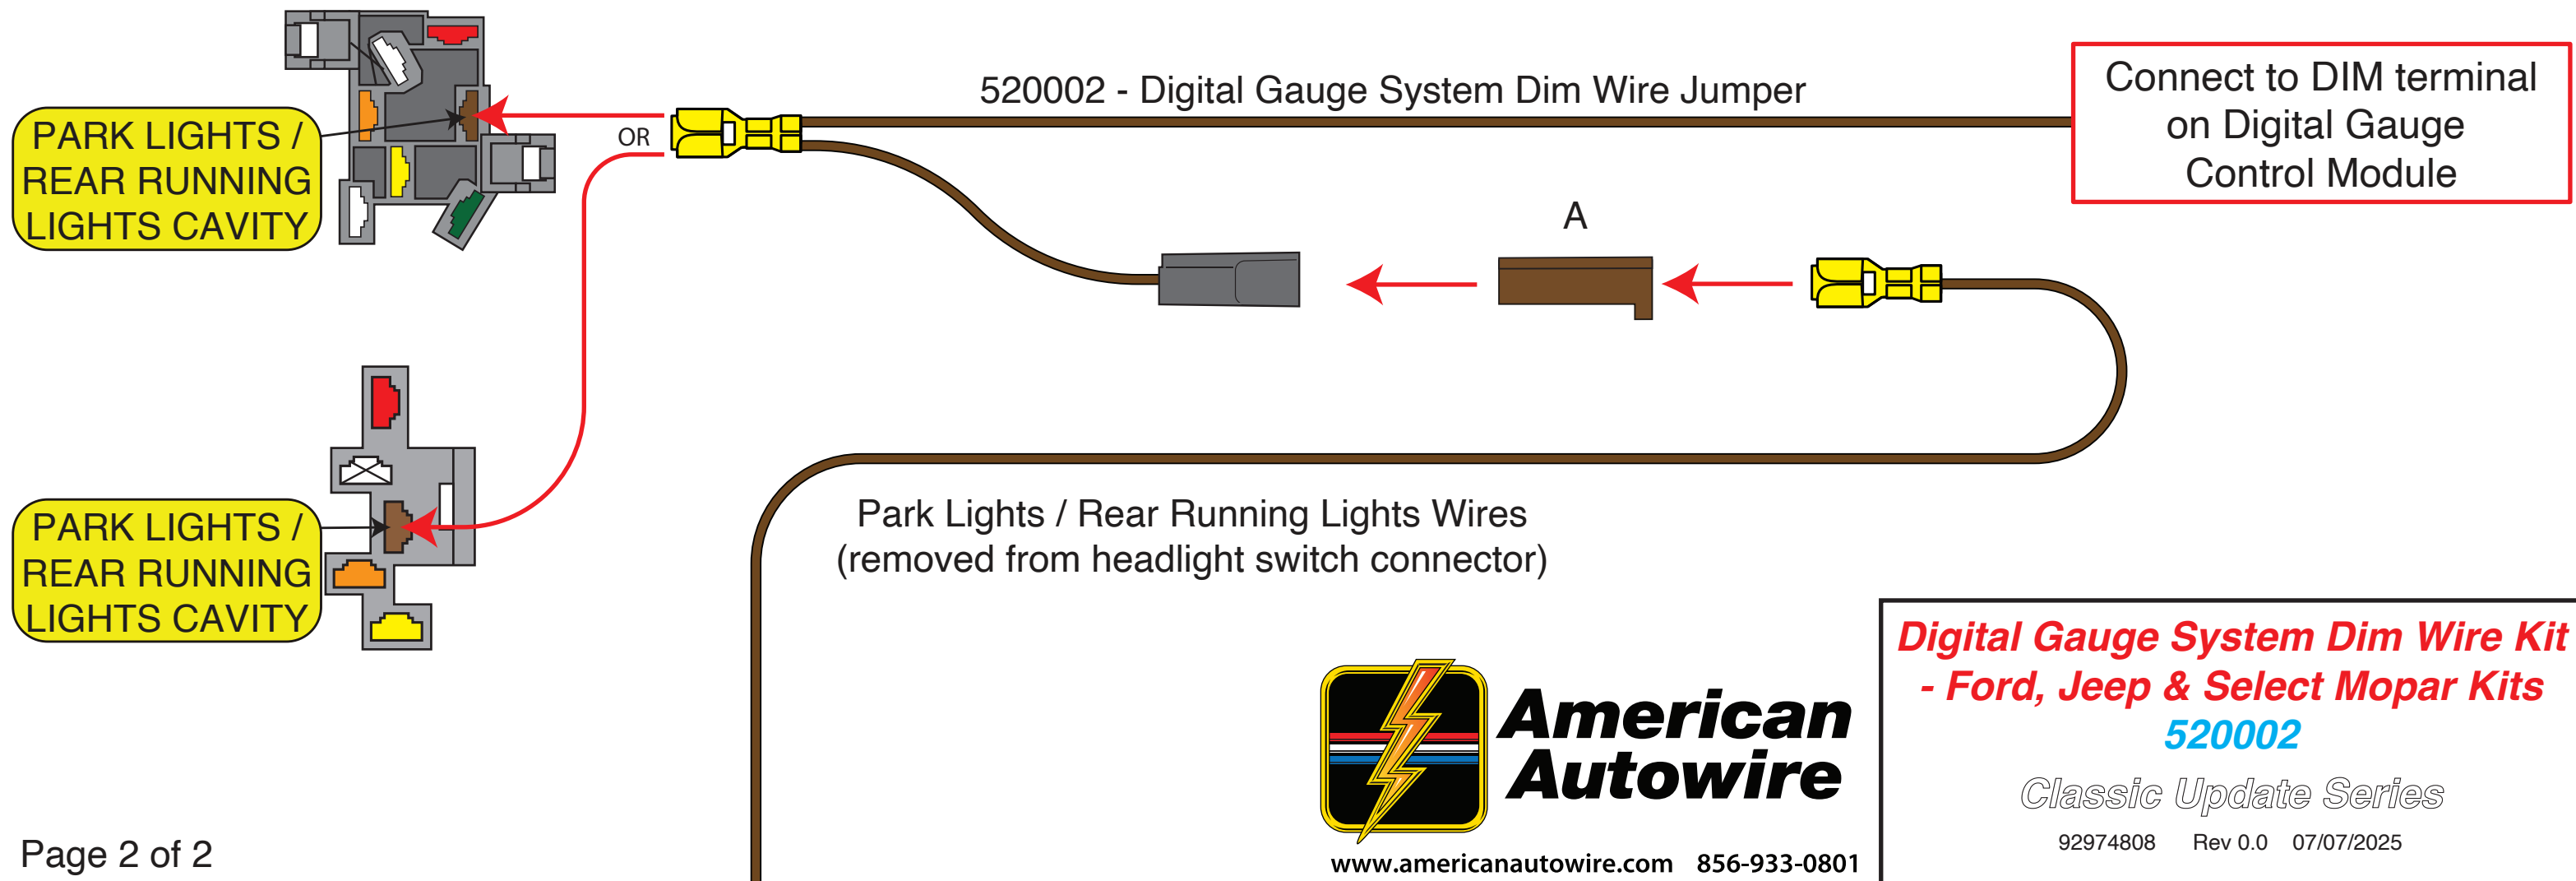 520002 - Digital Gauge System Dim Wire Jumper
Connect to DIM terminal
on Digital Gauge
Control Module
PARK LIGHTS /
REAR RUNNING
LIGHTS CAVITY
OR
A
PARK LIGHTS /
REAR RUNNING
LIGHTS CAVITY
Park Lights / Rear Running Lights Wires
(removed from headlight switch connector)
American
Autowire
www.americanautowire.com 856-933-0801
Digital Gauge System Dim Wire Kit
- Ford, Jeep & Select Mopar Kits
520002
Classic Update Series
92974808 Rev 0.0 07/07/2025
Page 2 of 2